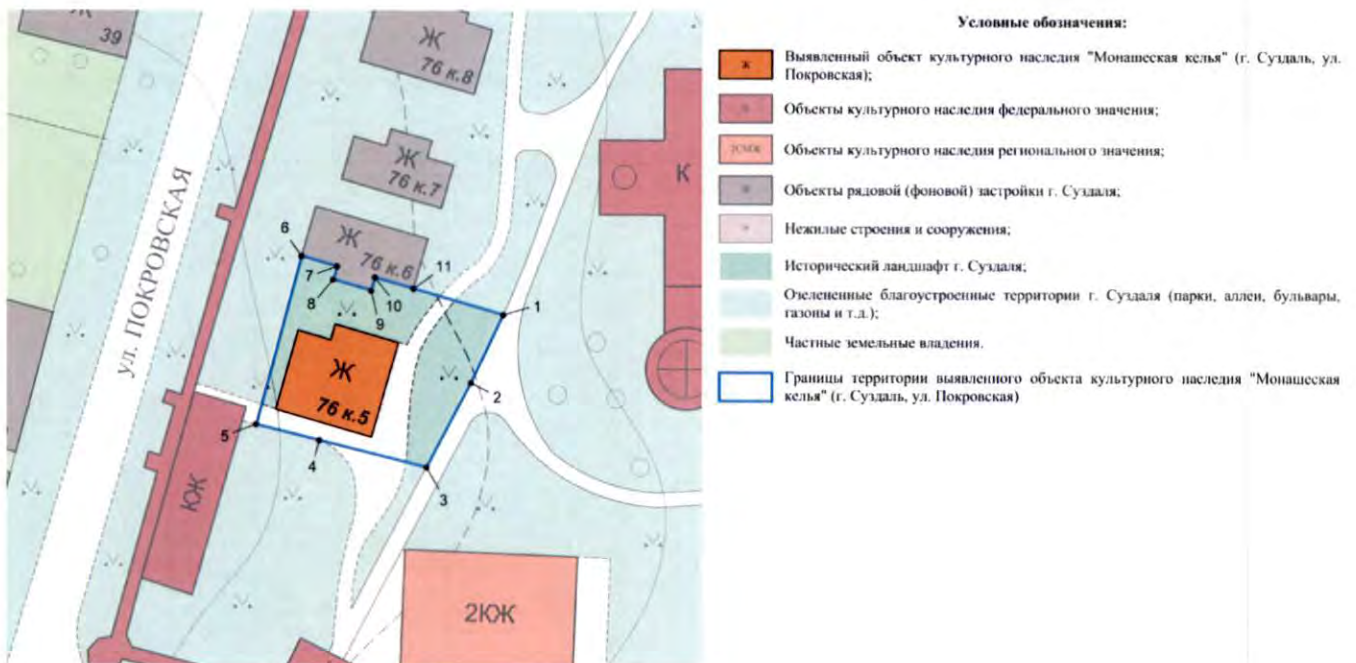 39
Ж
76 к.8
ул. ПОКРОВСКАЯ
Ж
76 к.7
К
Ж
76 к.6
6
7
8
9
10
11
1
2
3
4
5
Ж
76 к.5
КЖ
2КЖ
Условные обозначения:
Ж
Выявленный объект культурного наследия "Монашеская келья" (г. Суздаль, ул.
Покровская);
Объекты культурного наследия федерального значения;
Объекты культурного наследия регионального значения;
Объекты рядовой (фоновой) застройки г. Суздаля;
Нежилые строения и сооружения;
Исторический ландшафт г. Суздаля;
Озелененные благоустроенные территории г. Суздаля (парки, аллеи, бульвары,
газоны и т.д.);
Частные земельные владения.
Границы территории выявленного объекта культурного наследия "Монашеская
келья" (г. Суздаль, ул. Покровская)